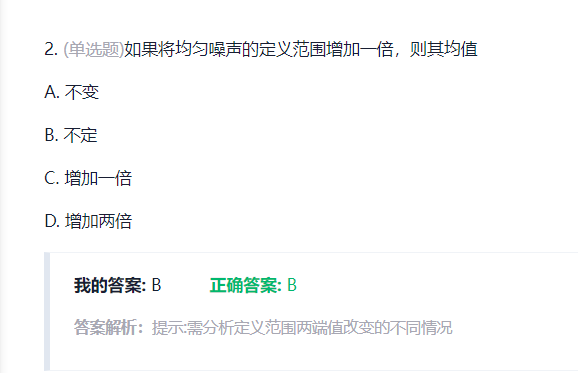 2. (单选题)如果将均匀噪声的定义范围增加一倍，则其均值
A. 不变
B. 不定
C. 增加一倍
D. 增加两倍
我的答案: B 正确答案: B
答案解析：提示:需分析定义范围两端值改变的不同情况